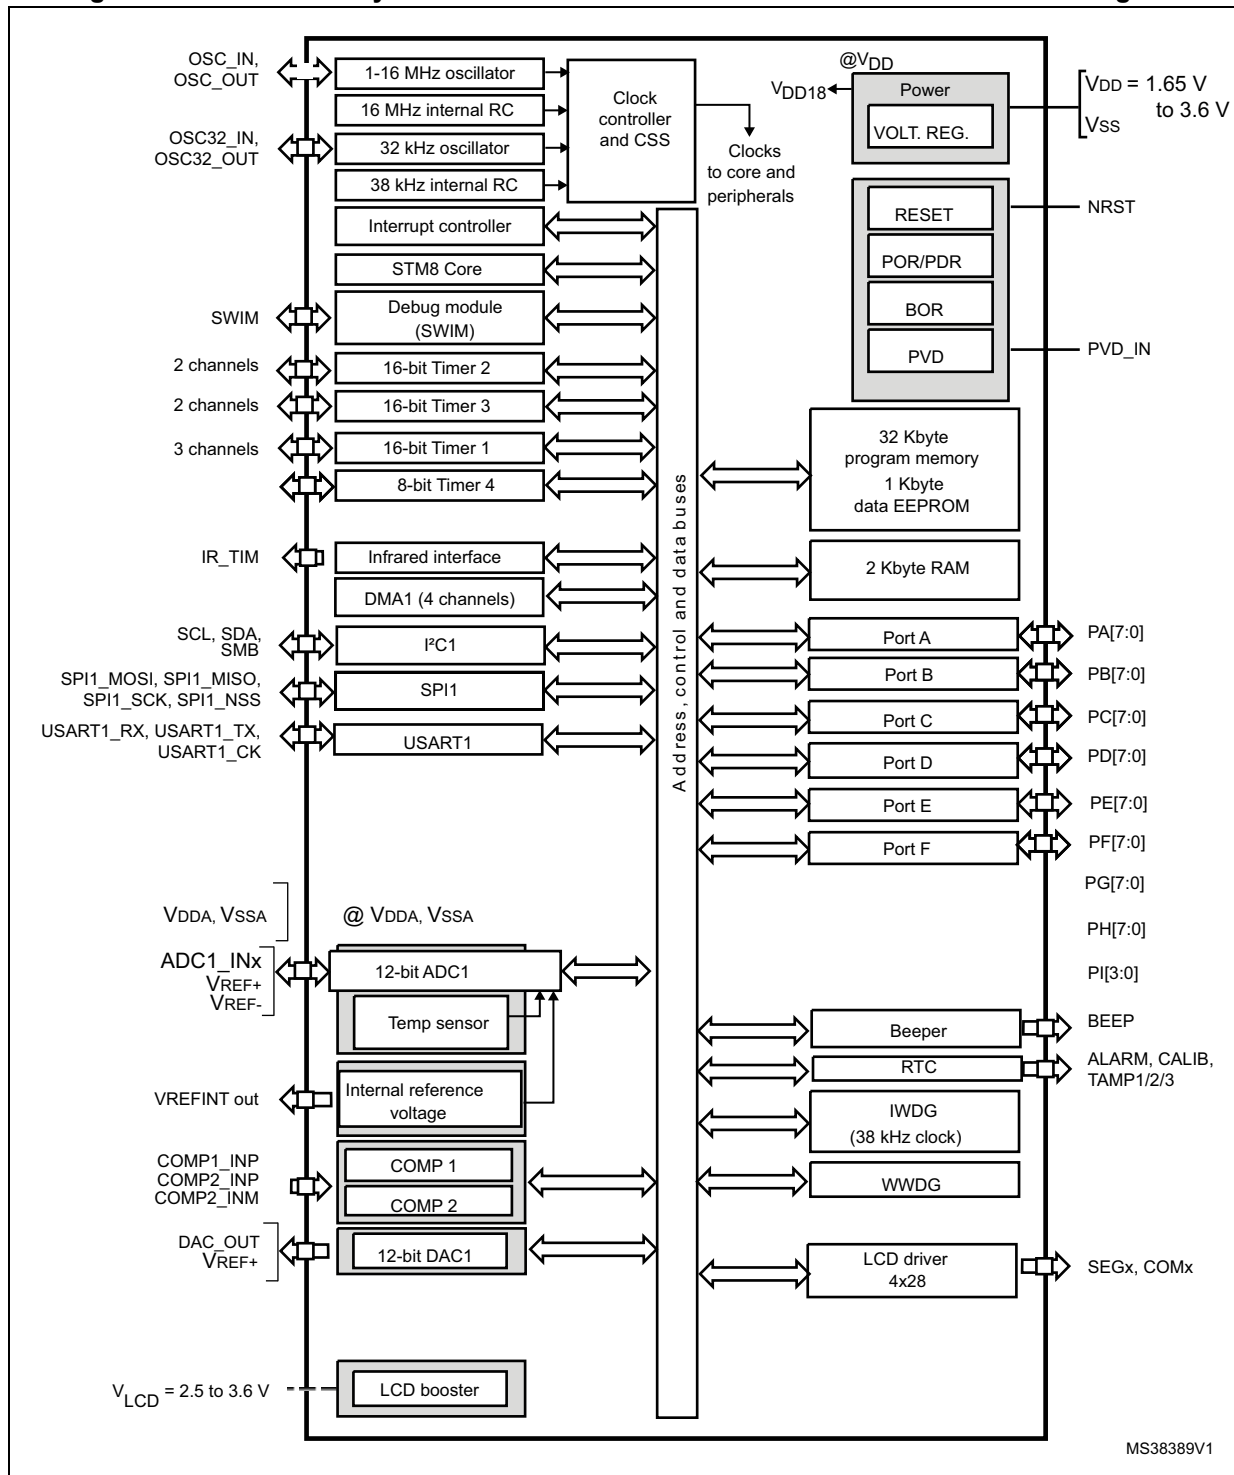 OSC_IN,
OSC_OUT
1-16 MHz oscillator
16 MHz internal RC
OSC32_IN,
OSC32_OUT
32 kHz oscillator
38 kHz internal RC
Clock
controller
and CSS
Clocks
to core and
peripherals
@VDD
VDD18
Power
VOLT. REG.
VDD = 1.65 V
to 3.6 V
VSS
RESET
NRST
POR/PDR
BOR
PVD
PVD_IN
Interrupt controller
STM8 Core
SWIM
Debug module
(SWIM)
2 channels
16-bit Timer 2
2 channels
16-bit Timer 3
3 channels
16-bit Timer 1
8-bit Timer 4
IR_TIM
Infrared interface
DMA1 (4 channels)
SCL, SDA,
SMB
I²C1
SPI1_MOSI, SPI1_MISO,
SPI1_SCK, SPI1_NSS
SPI1
USART1_RX, USART1_TX,
USART1_CK
USART1
Address, control and data buses
32 Kbyte
program memory
1 Kbyte
data EEPROM
2 Kbyte RAM
Port A
PA[7:0]
Port B
PB[7:0]
Port C
PC[7:0]
Port D
PD[7:0]
Port E
PE[7:0]
Port F
PF[7:0]
PG[7:0]
PH[7:0]
PI[3:0]
VDDA, VSSA
@ VDDA, VSSA
ADC1_INx
VREF+
VREF-
12-bit ADC1
Temp sensor
VREFINT out
Internal reference
voltage
COMP1_INP
COMP2_INP
COMP2_INM
COMP 1
COMP 2
DAC_OUT
VREF+
12-bit DAC1
VLCD = 2.5 to 3.6 V
LCD booster
Beeper
BEEP
RTC
ALARM, CALIB,
TAMP1/2/3
IWDG
(38 kHz clock)
WWDG
LCD driver
4x28
SEGx, COMx
MS38389V1